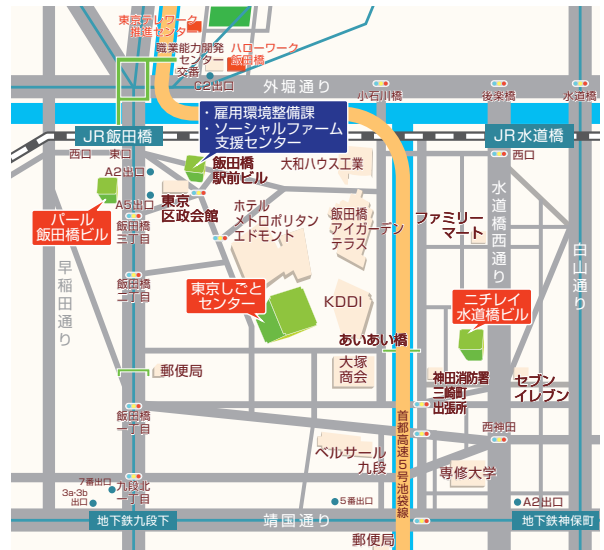 東京テレワーク
推進センター
職業能力開発
センター
ハローワーク
飯田橋
交番
C2出口
外堀通り
小石川橋
後楽橋
水道橋
・雇用環境整備課
・ソーシャルファーム
支援センター
JR飯田橋
JR水道橋
西口
東口
西口
A2出口
飯田橋
駅前ビル
大和ハウス工業
A5出口
東京
区政会館
パール
飯田橋ビル
飯田橋
三丁目
ホテル
メトロポリタン
エドモント
飯田橋
アイガーデン
テラス
ファミリー
マート
水道橋西通り
白山通り
早稲田通り
飯田橋
二丁目
東京しごと
センター
KDDI
ニチレイ
水道橋ビル
あいあい橋
郵便局
大塚
商会
神田消防署
三崎町
出張所
セブン
イレブン
飯田橋
一丁目
首都高速5号池袋線
西神田
ベルサール
九段
専修大学
7番出口
3a・3b
出口
九段北
一丁目
5番出口
A2出口
地下鉄九段下
靖国通り
地下鉄神保町
郵便局